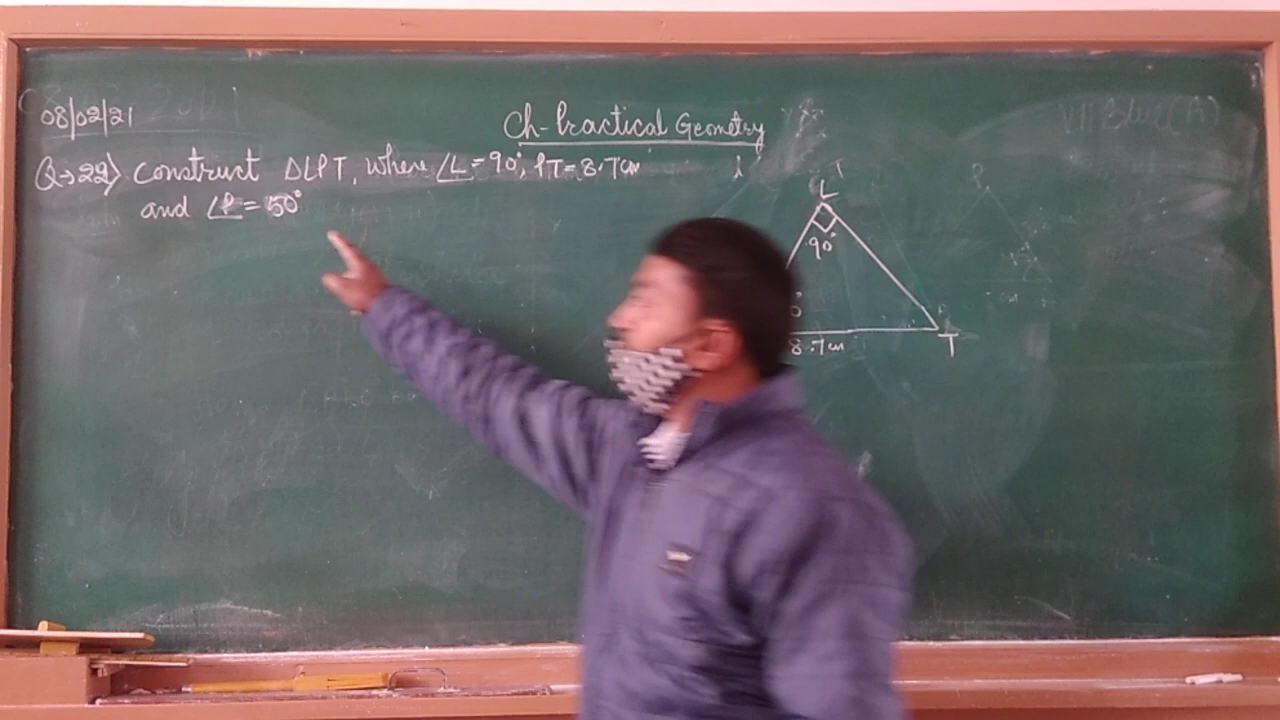 08/02/21
Ch-Practical Geometry
Q→22) Construct ΔLPT, where ∠L = 90°, PT = 8.7cm
and ∠P = 50°
L
90°
8.7cm
T